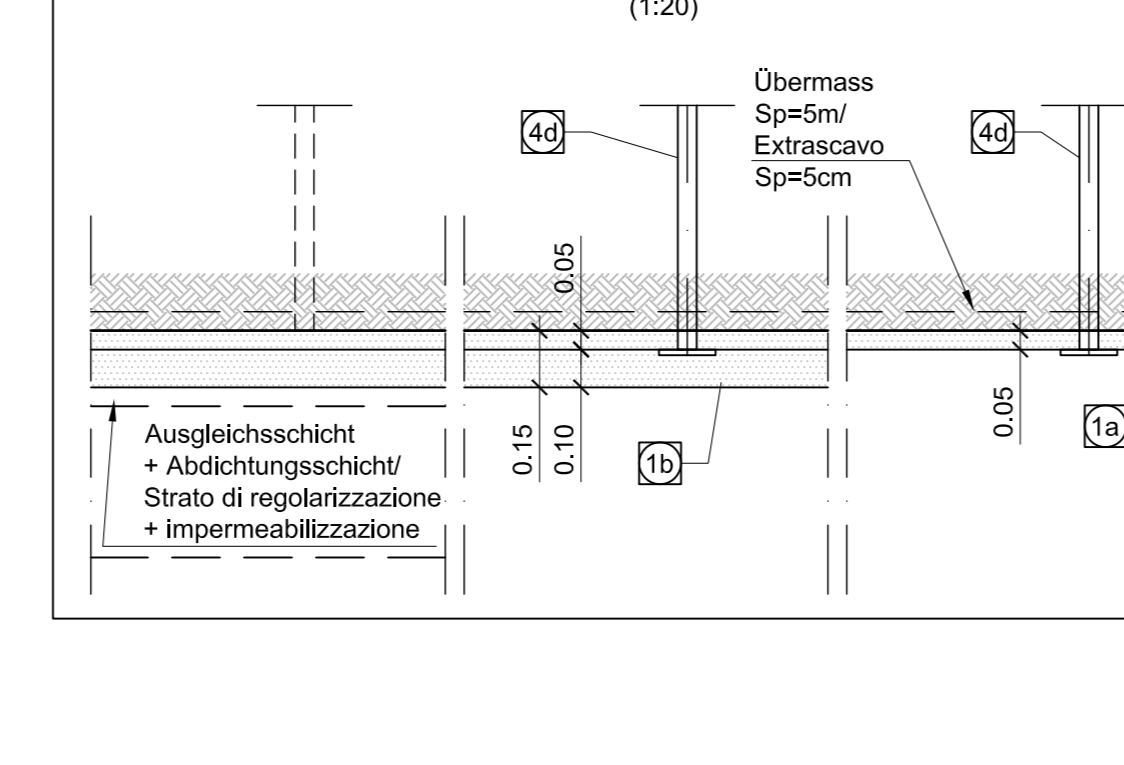 (1:20)
Übermass
Sp=5m/
Extrascavo
Sp=5cm
4d
4d
0.05
0.15
0.10
0.05
1b
1a
Ausgleichsschicht
+ Abdichtungsschicht/
Strato di regolarizzazione
+ impermeabilizzazione